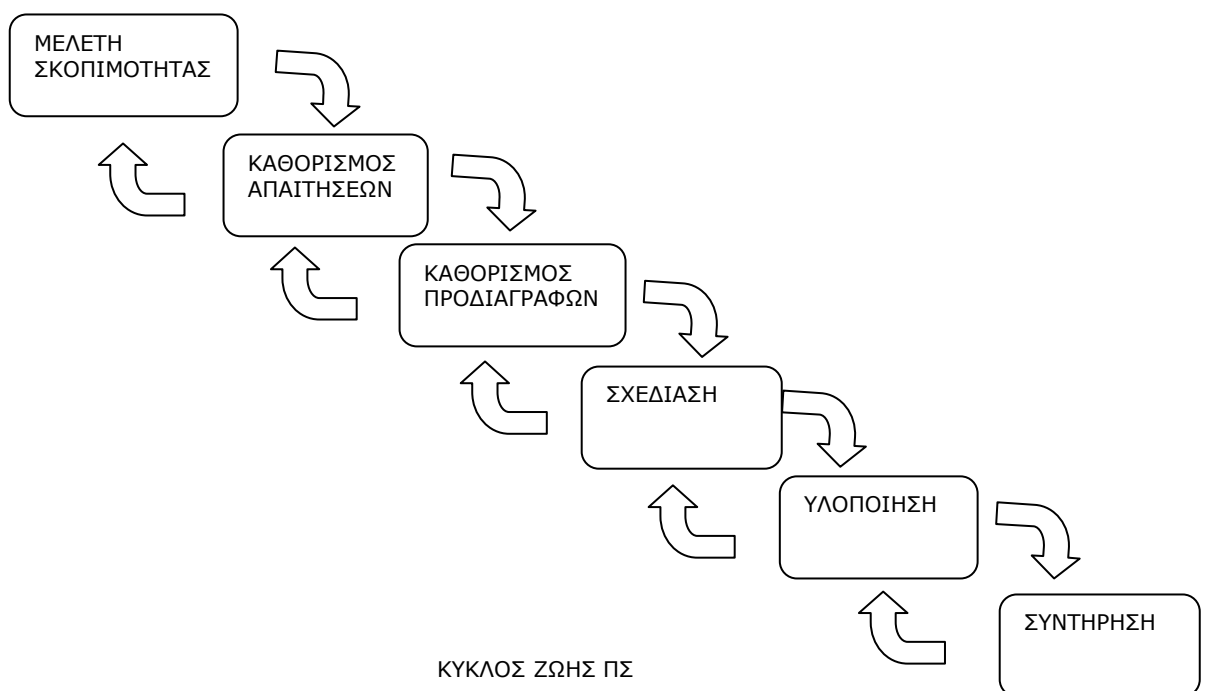 ΜΕΛΕΤΗ
ΣΚΟΠΙΜΟΤΗΤΑΣ
ΚΑΘΟΡΙΣΜΟΣ
ΑΠΑΙΤΗΣΕΩΝ
ΚΑΘΟΡΙΣΜΟΣ
ΠΡΟΔΙΑΓΡΑΦΩΝ
ΣΧΕΔΙΑΣΗ
ΥΛΟΠΟΙΗΣΗ
ΣΥΝΤΗΡΗΣΗ
ΚΥΚΛΟΣ ΖΩΗΣ ΠΣ